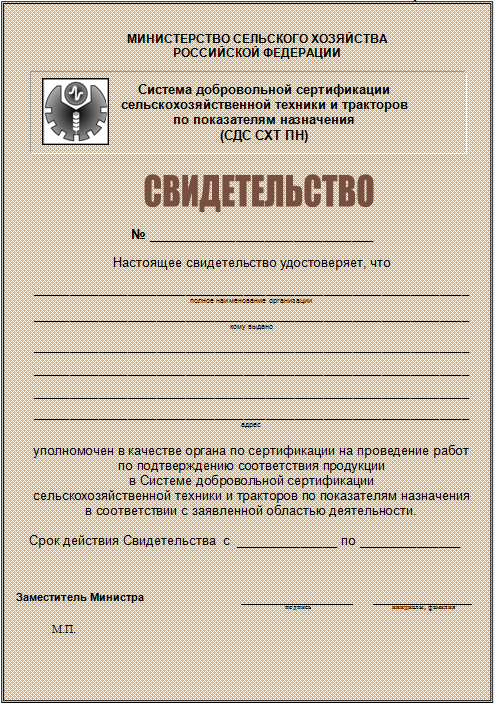 МИНИСТЕРСТВО СЕЛЬСКОГО ХОЗЯЙСТВА
РОССИЙСКОЙ ФЕДЕРАЦИИ
Система добровольной сертификации
сельскохозяйственной техники и тракторов
по показателям назначения
(СДС СХТ ПН)
СВИДЕТЕЛЬСТВО
№ ______________________________
Настоящее свидетельство удостоверяет, что
полное наименование организации
кому выдано
адрес
уполномочен в качестве органа по сертификации на проведение работ
по подтверждению соответствия продукции
в Системе добровольной сертификации
сельскохозяйственной техники и тракторов по показателям назначения
в соответствии с заявленной областью деятельности.
Срок действия Свидетельства с ______________ по ______________
Заместитель Министра
подпись инициалы, фамилия
М.П.